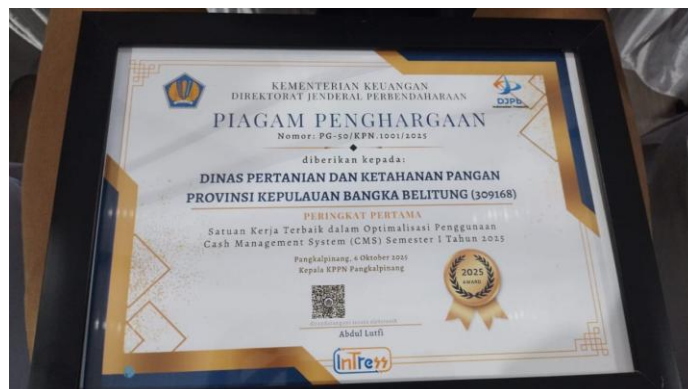 KEMENTERIAN KEUANGAN
DIREKTORAT JENDERAL PERBENDAHARAAN
DJPb
PIAGAM PENGHARGAAN
Nomor: PG-50/KPN.1001/2025
diberikan kepada:
DINAS PERTANIAN DAN KETAHANAN PANGAN
PROVINSI KEPULAUAN BANGKA BELITUNG (309168)
PERINGKAT PERTAMA
Satuan Kerja Terbaik dalam Optimalisasi Penggunaan
Cash Management System (CMS) Semester I Tahun 2025
Pangkalpinang, 4 Oktober 2025
Kepala KPPN Pangkalpinang
2025
AWARD
Abdul Lutfi
InTress